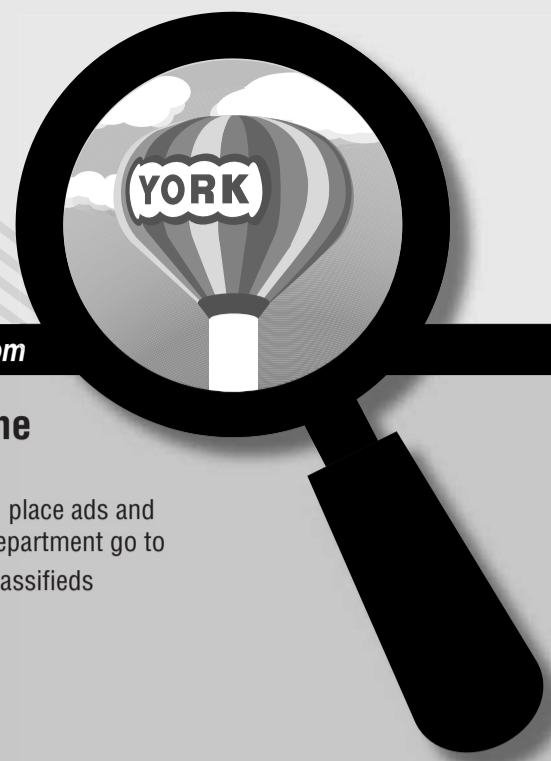 YORK
om
ne
place ads and
epartment go to
assifieds